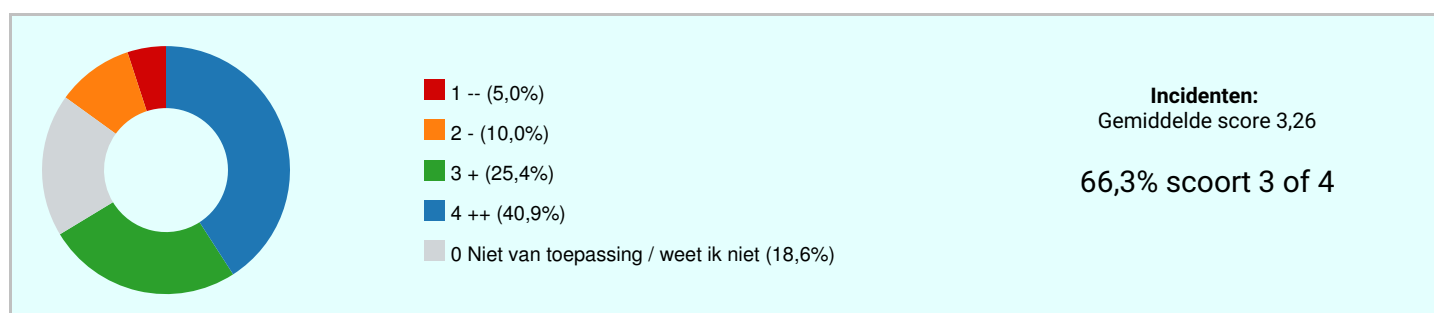 1 -- (5,0%)
2 - (10,0%)
3 + (25,4%)
4 ++ (40,9%)
0 Niet van toepassing / weet ik niet (18,6%)
Incidenten:
Gemiddelde score 3,26
66,3% scoort 3 of 4